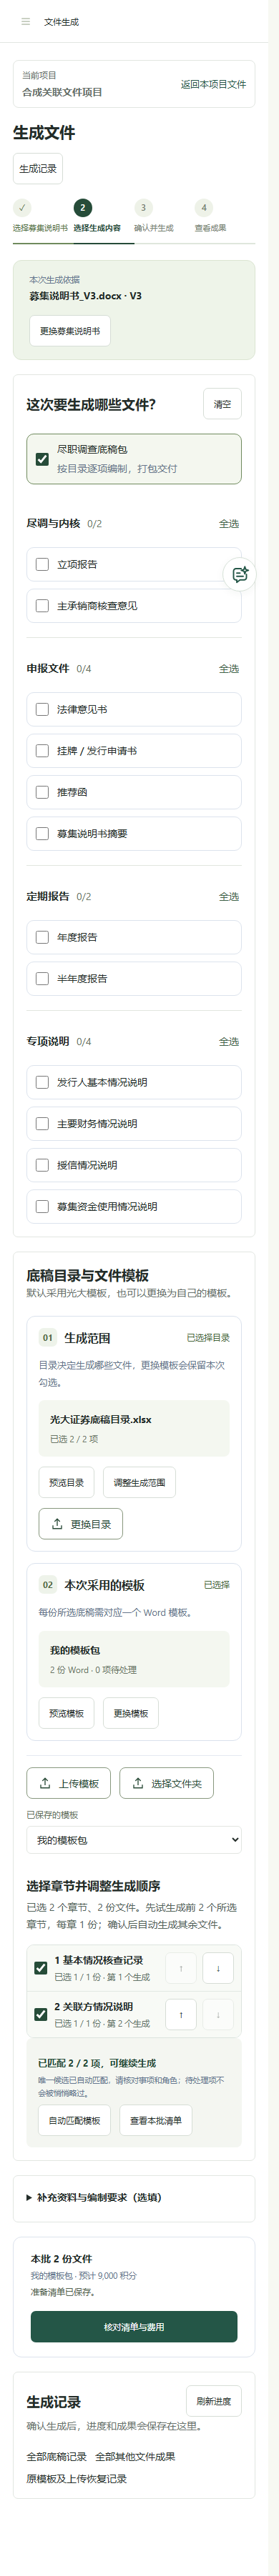 文件生成
当前项目
合成关联文件项目
返回本项目文件
生成文件
生成记录
✓ 2 3 4
选择募集说明书 选择生成内容 确认并生成 查看成果
本次生成依据
募集说明书_V3.docx · V3
更换募集说明书
这次要生成哪些文件?
清空
尽职调查底稿包
按目录逐项编制，打包交付
尽调与内核 0/2 全选
立项报告
主承销商核查意见
申报文件 0/4 全选
法律意见书
挂牌 / 发行申请书
推荐函
募集说明书摘要
定期报告 0/2 全选
年度报告
半年度报告
专项说明 0/4 全选
发行人基本情况说明
主要财务情况说明
授信情况说明
募集资金使用情况说明
底稿目录与文件模板
默认采用光大模板，也可以更换为自己的模板。
01 生成范围 已选择目录
目录决定生成哪些文件，更换模板会保留本次
勾选。
光大证券底稿目录.xlsx
已选 2 / 2 项
预览目录 调整生成范围
更换目录
02 本次采用的模板 已选择
每份所选底稿需对应一个 Word 模板。
我的模板包
2 份 Word · 0 项待处理
预览模板 更换模板
上传模板 选择文件夹
已保存的模板
我的模板包
选择章节并调整生成顺序
已选 2 个章节、2 份文件。先试生成前 2 个所选
章节，每章 1 份；确认后自动生成其余文件。
1 基本情况核查记录
已选 1 / 1 份 · 第 1 个生成
↑ ↓
2 关联方情况说明
已选 1 / 1 份 · 第 2 个生成
↑ ↓
已匹配 2 / 2 项，可继续生成
唯一候选已自动匹配。请核对事项和角色；待处理项不
会被悄悄略过。
自动匹配模板 查看本批清单
▶ 补充资料与编制要求（选填）
本批 2 份文件
我的模板包 · 预计 9,000 积分
准备清单已保存。
核对清单与费用
生成记录
刷新进度
确认生成后，进度和成果会保存在这里。
全部底稿记录 全部其他文件成果
原模板及上传恢复记录